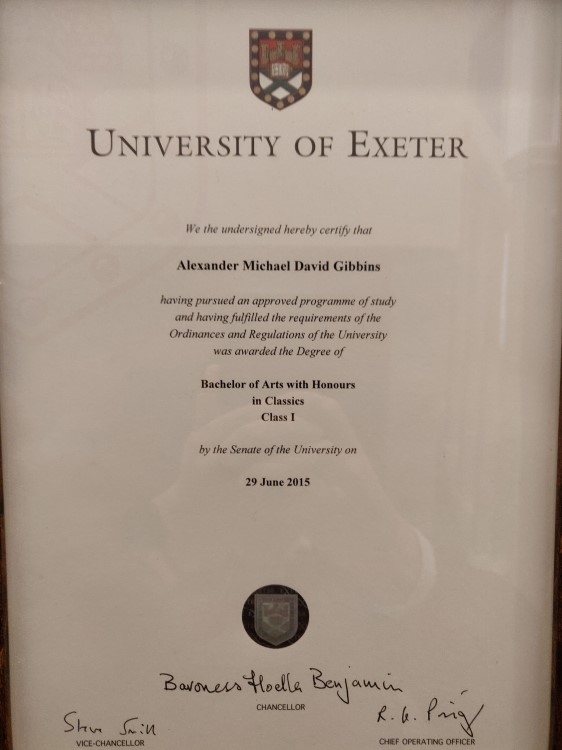 UNIVERSITY OF EXETER
We the undersigned hereby certify that
Alexander Michael David Gibbins
having pursued an approved programme of study
and having fulfilled the requirements of the
Ordinances and Regulations of the University
was awarded the Degree of
Bachelor of Arts with Honours
in Classics
Class I
by the Senate of the University on
29 June 2015
Baroness Floella Benjamin
CHANCELLOR
VICE-CHANCELLOR
CHIEF OPERATING OFFICER